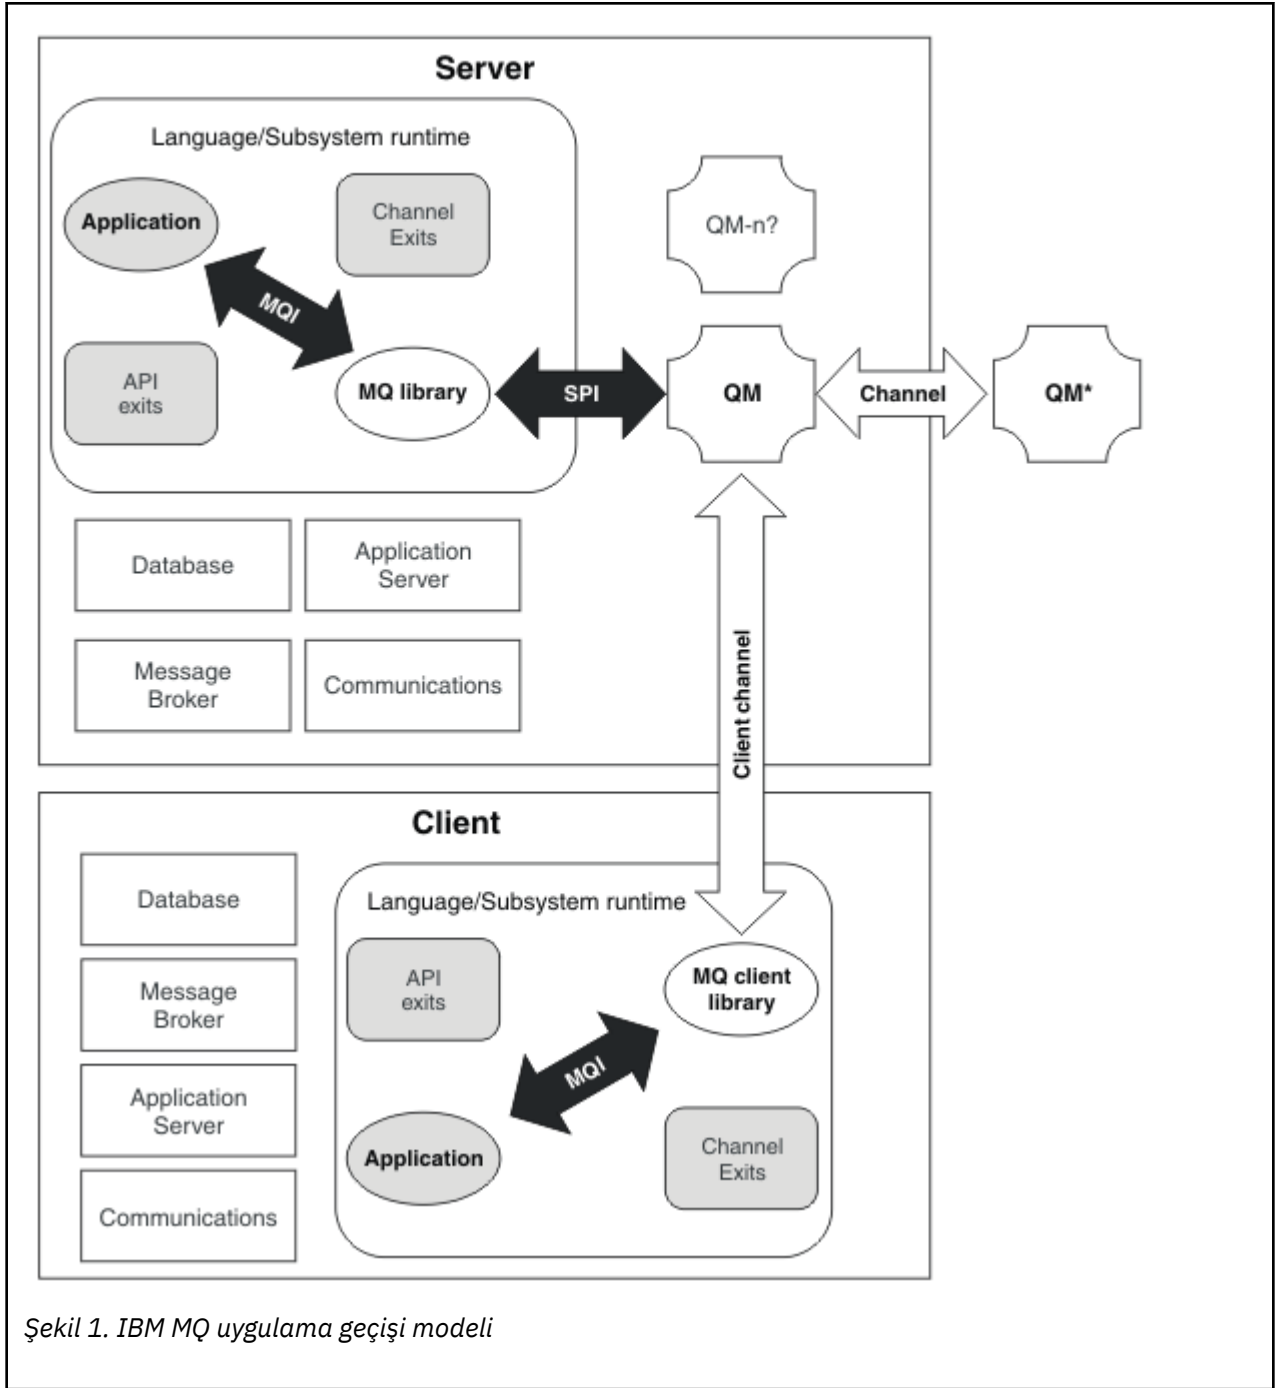 Server
Language/Subsystem runtime
Application
Channel
Exits
MQI
API
exits
MQ library
SPI
QM-n?
QM
Channel
QM*
Database
Application
Server
Message
Broker
Communications
Client channel
Client
Database
Message
Broker
Application
Server
Communications
Language/Subsystem runtime
API
exits
MQ client
library
MQI
Application
Channel
Exits
Şekil 1. IBM MQ uygulama geçişi modeli